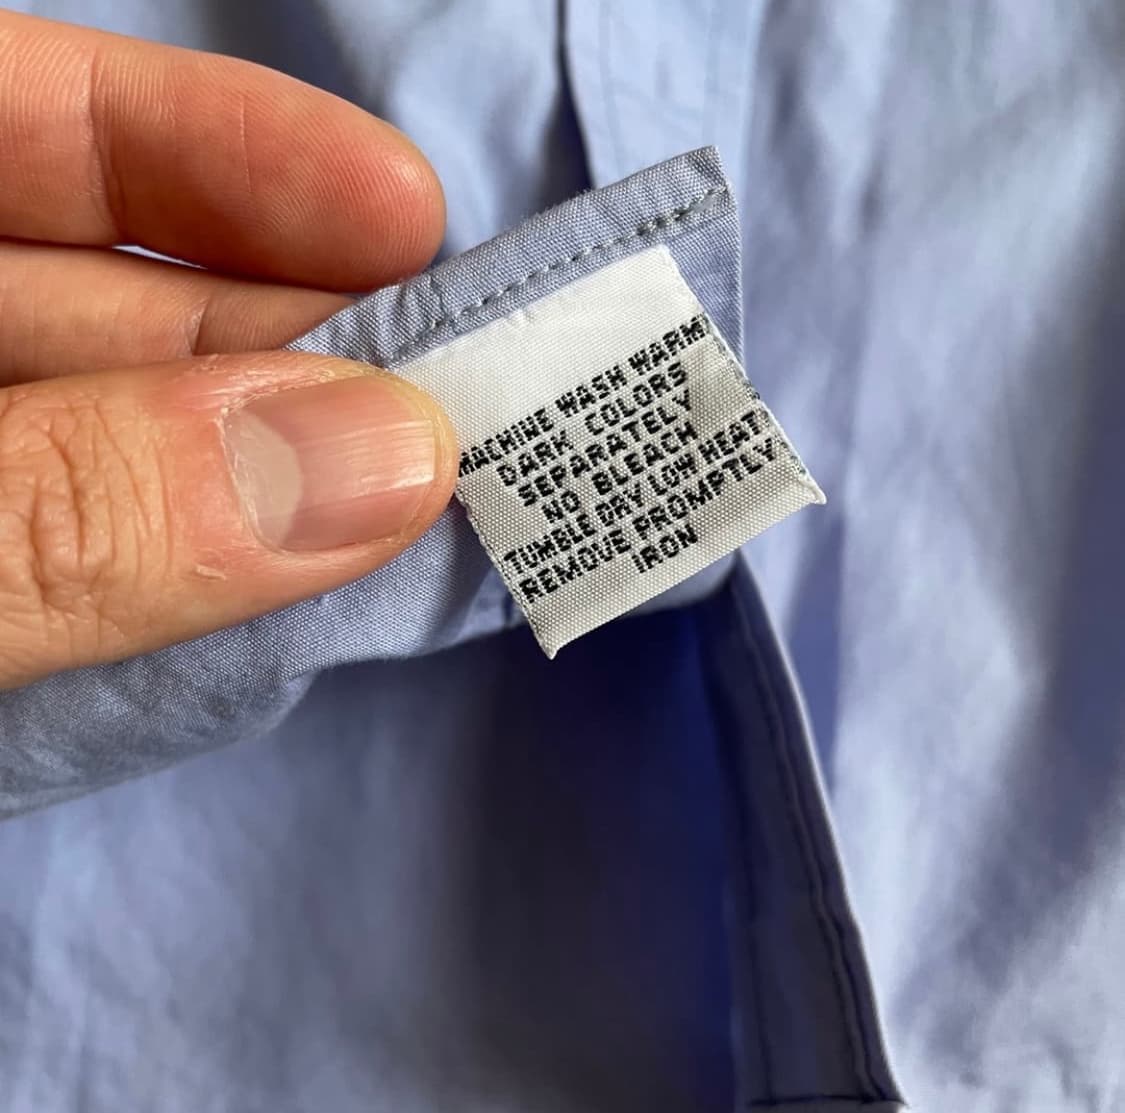 MACHINE WASH WARM
DARK COLORS
SEPARATELY
NO BLEACH
TUMBLE DRY LOW HEAT
REMOVE PROMPTLY
IRON